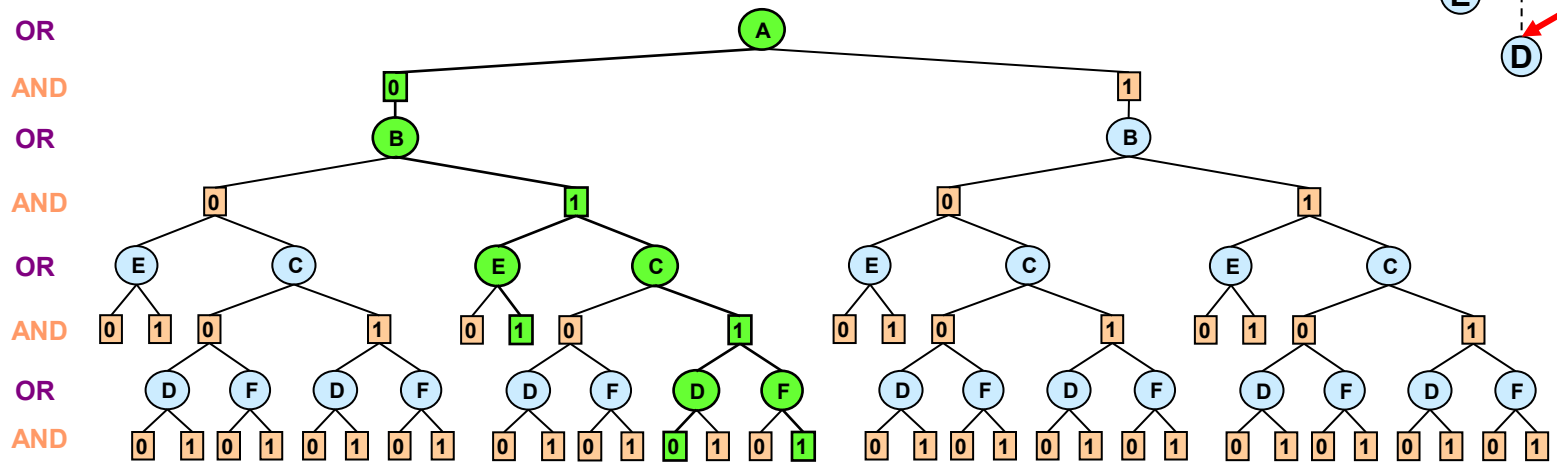 OR A
AND 0 1
OR B B
AND 0 1 0 1
OR E C E C E C E C
AND 0 1 0 1 0 1 0 1 0 1 0 1 0 1 0 1
OR D F D F D F D F D F D F D F D F
AND 0 1 0 1 0 1 0 1 0 1 0 1 0 1 0 1 0 1 0 1 0 1 0 1 0 1 0 1 0 1 0 1
D